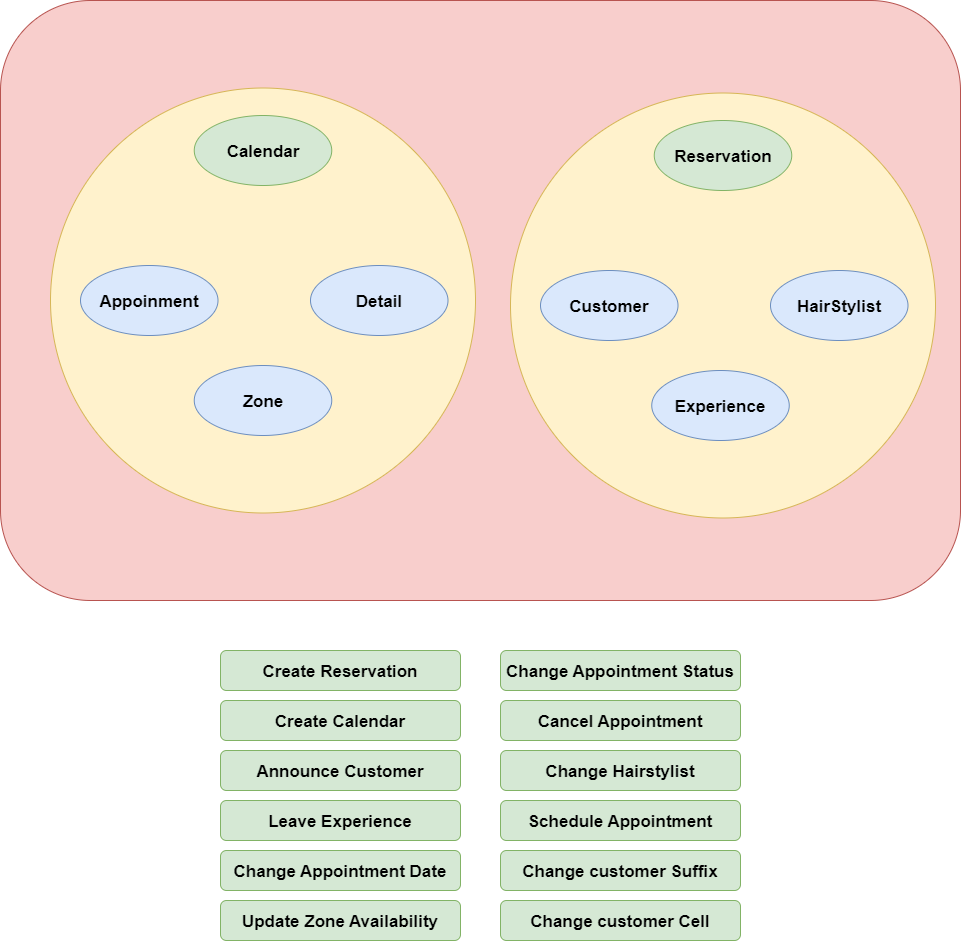 Calendar
Reservation
Appoinment
Detail
Customer
HairStylist
Zone
Experience
Create Reservation
Change Appointment Status
Create Calendar
Cancel Appointment
Announce Customer
Change Hairstylist
Leave Experience
Schedule Appointment
Change Appointment Date
Change customer Suffix
Update Zone Availability
Change customer Cell